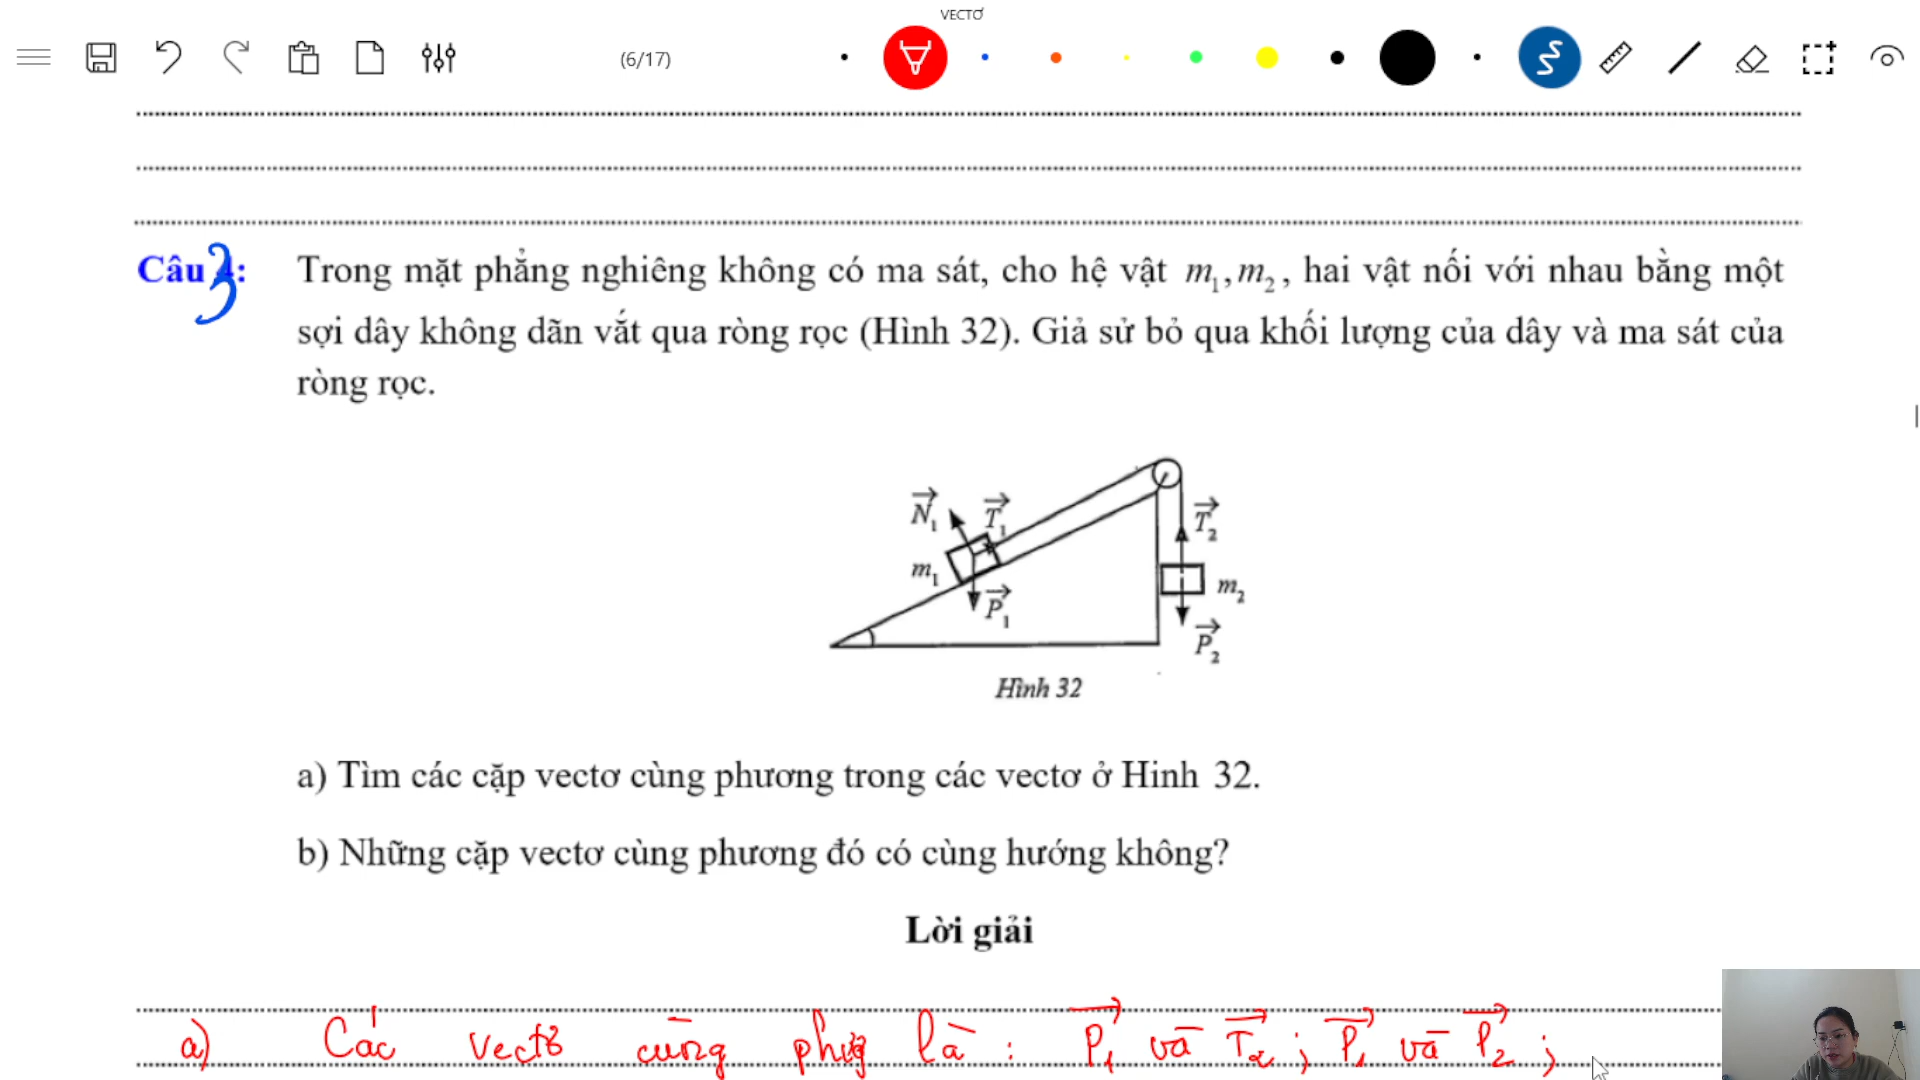 VECTƠ
(6/17)
Câu 3: Trong mặt phẳng nghiêng không có ma sát, cho hệ vật m₁, m₂, hai vật nối với nhau bằng một
sợi dây không dãn vắt qua ròng rọc (Hình 32). Giả sử bỏ qua khối lượng của dây và ma sát của
ròng rọc.
N₁ T₁ T₂
m₁ P₁ m₂
P₂
Hình 32
a) Tìm các cặp vectơ cùng phương trong các vectơ ở Hinh 32.
b) Những cặp vectơ cùng phương đó có cùng hướng không?
Lời giải
a) Các vectơ cùng phương là : P₁ và T₂ ; P₁ và P₂ ;